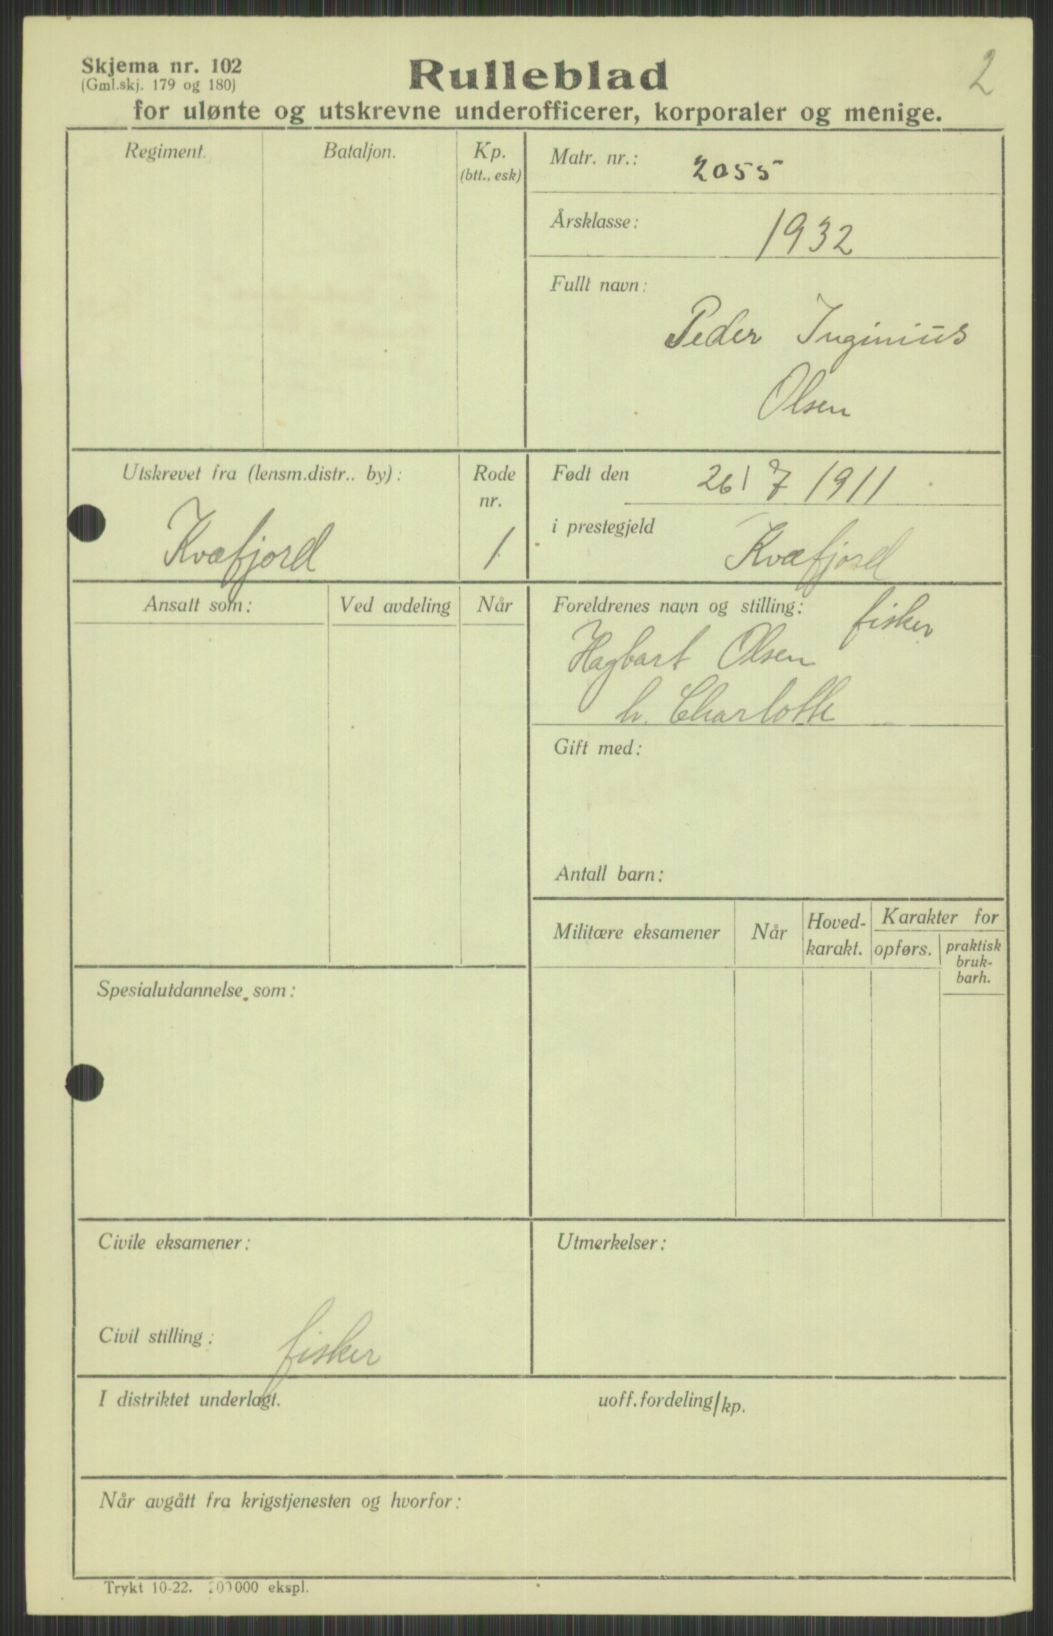 Skjema nr. 102
(Gml.skj. 179 og 180)
2
Rulleblad
for ulønte og utskrevne underofficerer, korporaler og menige.
Regiment.
Bataljon.
Kp.
(btt., esk)
Matr. nr.: 2055
Årsklasse: 1932
Fullt navn:
Peder Inginius
Olsen
Utskrevet fra (lensm.distr.. by):
Kvæfjord
Rode
nr.
1
Født den 26/7 1911
i prestegjeld Kvæfjord
Ansatt som:
Ved avdeling
Når
Foreldrenes navn og stilling: fisker
Hagbart Olsen
h. Charlotte
Gift med:
Antall barn:
Militære eksamener
Når
Hoved-
karakt.
Karakter for
opførs.
praktisk
bruk-
barh.
Spesialutdannelse som:
Civile eksamener:
Utmerkelser:
Civil stilling: fisker
I distriktet underlagt.
uoff.fordeling/kp.
Når avgått fra krigstjenesten og hvorfor:
Trykt 10-22. 200000 ekspl.